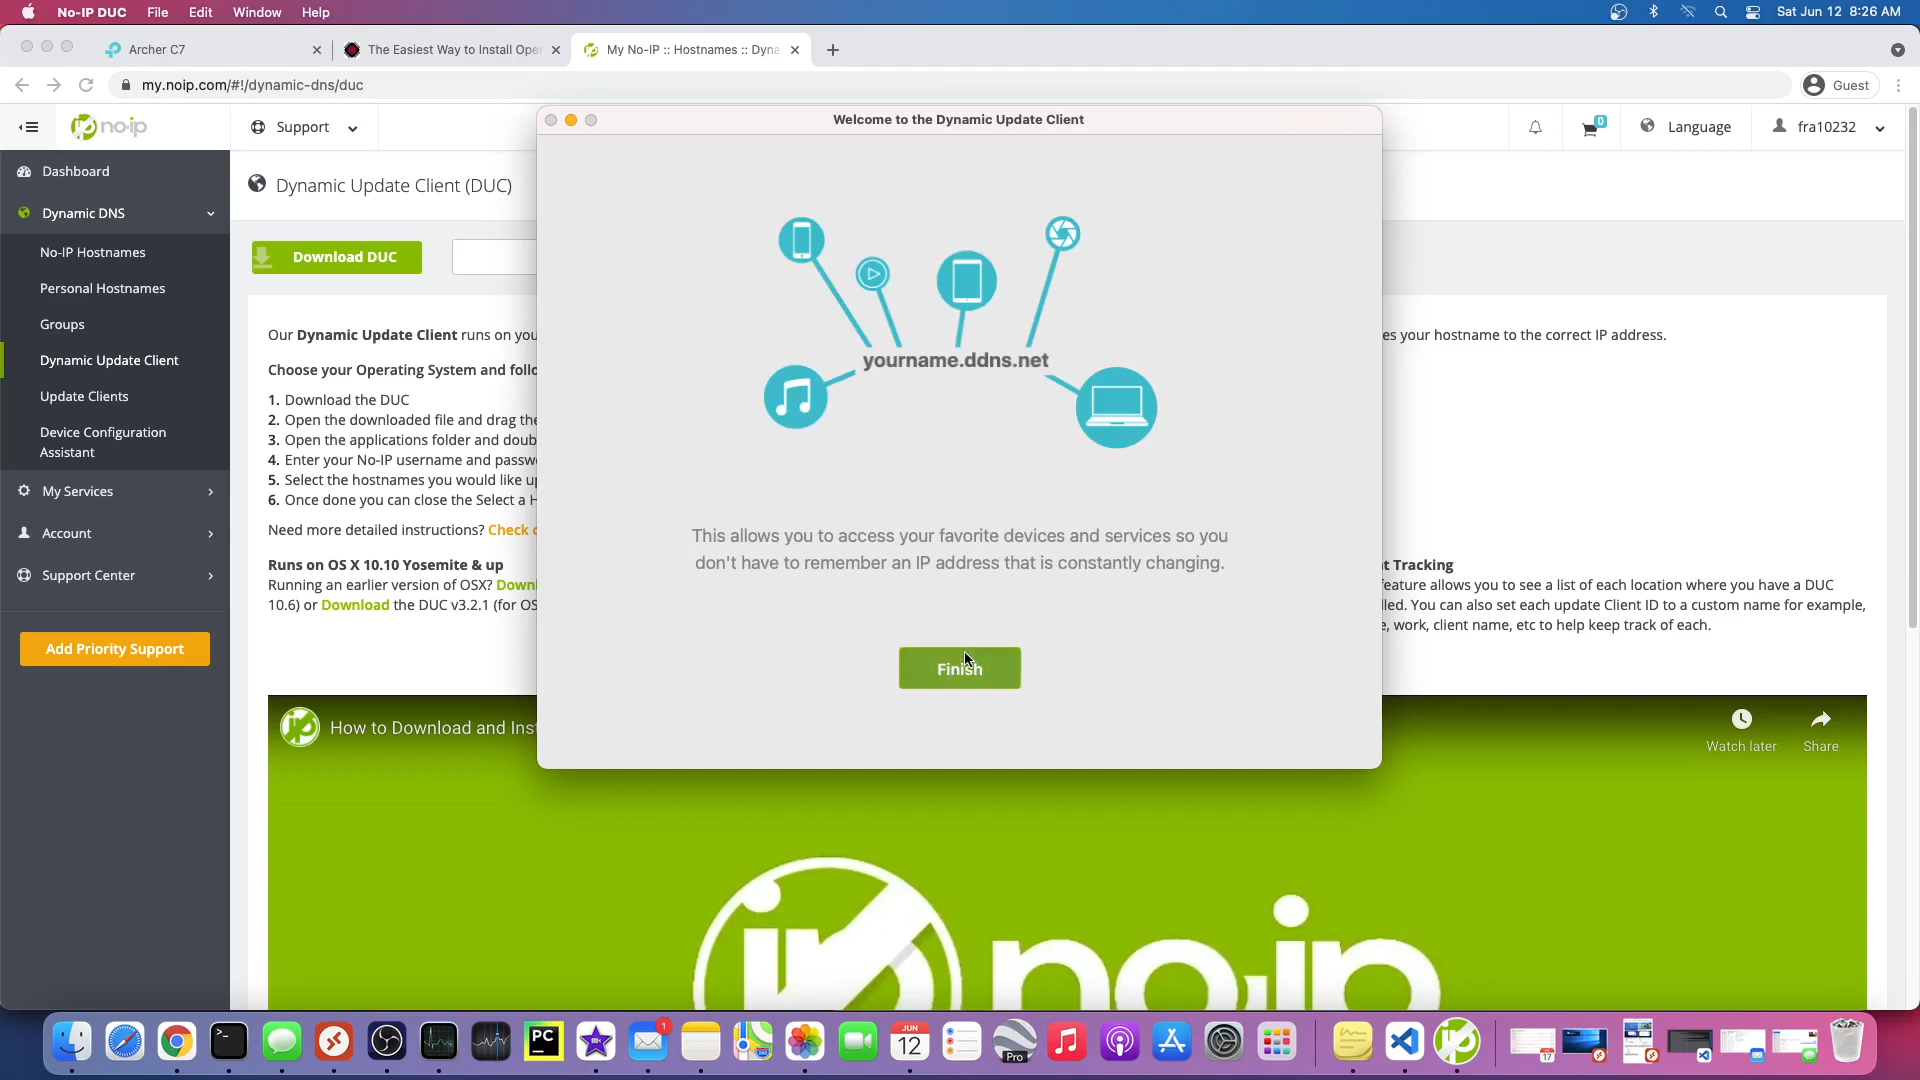 No-IP DUC File Edit Window Help Sat Jun 12 8:26 AM
Archer C7 The Easiest Way to Install Ope My No-IP :: Hostnames :: Dyna
my.noip.com/#!/dynamic-dns/duc Guest
Welcome to the Dynamic Update Client
no-ip Support 0 Language fra10232
Dashboard
Dynamic DNS
No-IP Hostnames
Personal Hostnames
Groups
Dynamic Update Client
Update Clients
Device Configuration
Assistant
My Services
Account
Support Center
Add Priority Support
Dynamic Update Client (DUC)
Download DUC
Our Dynamic Update Client runs on you
es your hostname to the correct IP address.
Choose your Operating System and follo
1. Download the DUC
2. Open the downloaded file and drag the
3. Open the applications folder and doub
4. Enter your No-IP username and passw
5. Select the hostnames you would like u
6. Once done you can close the Select a H
Need more detailed instructions? Check o
Runs on OS X 10.10 Yosemite & up
Running an earlier version of OSX? Downl
10.6) or Download the DUC v3.2.1 (for OS
t Tracking
eature allows you to see a list of each location where you have a DUC
led. You can also set each update Client ID to a custom name for example,
e, work, client name, etc to help keep track of each.
yourname.ddns.net
This allows you to access your favorite devices and services so you
don't have to remember an IP address that is constantly changing.
Finish
How to Download and Inst
Watch later Share
no-ip
PC 1 JUN 12 Pro 17